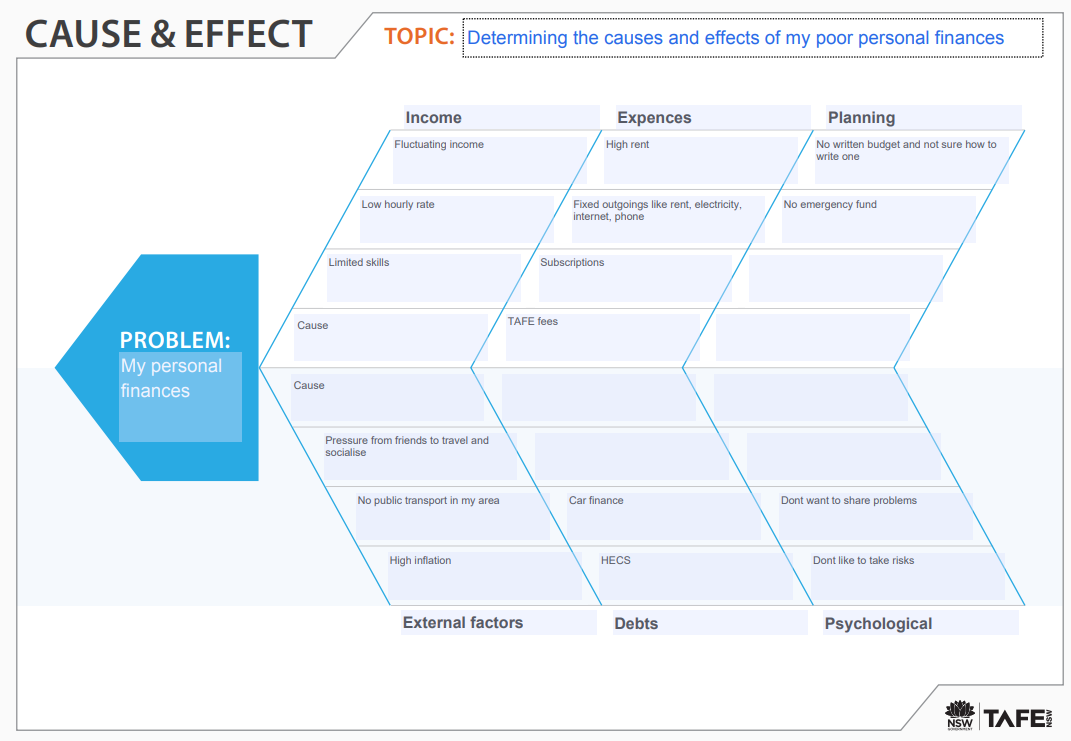 CAUSE & EFFECT
TOPIC: Determining the causes and effects of my poor personal finances
Income
Expences
Planning
Fluctuating income
High rent
No written budget and not sure how to
write one
Low hourly rate
Fixed outgoings like rent, electricity,
internet, phone
No emergency fund
Limited skills
Subscriptions
Cause
TAFE fees
PROBLEM:
My personal
finances
Cause
Pressure from friends to travel and
socialise
No public transport in my area
Car finance
Dont want to share problems
High inflation
HECS
Dont like to take risks
External factors
Debts
Psychological
NSW
GOVERNMENT
TAFE
NSW